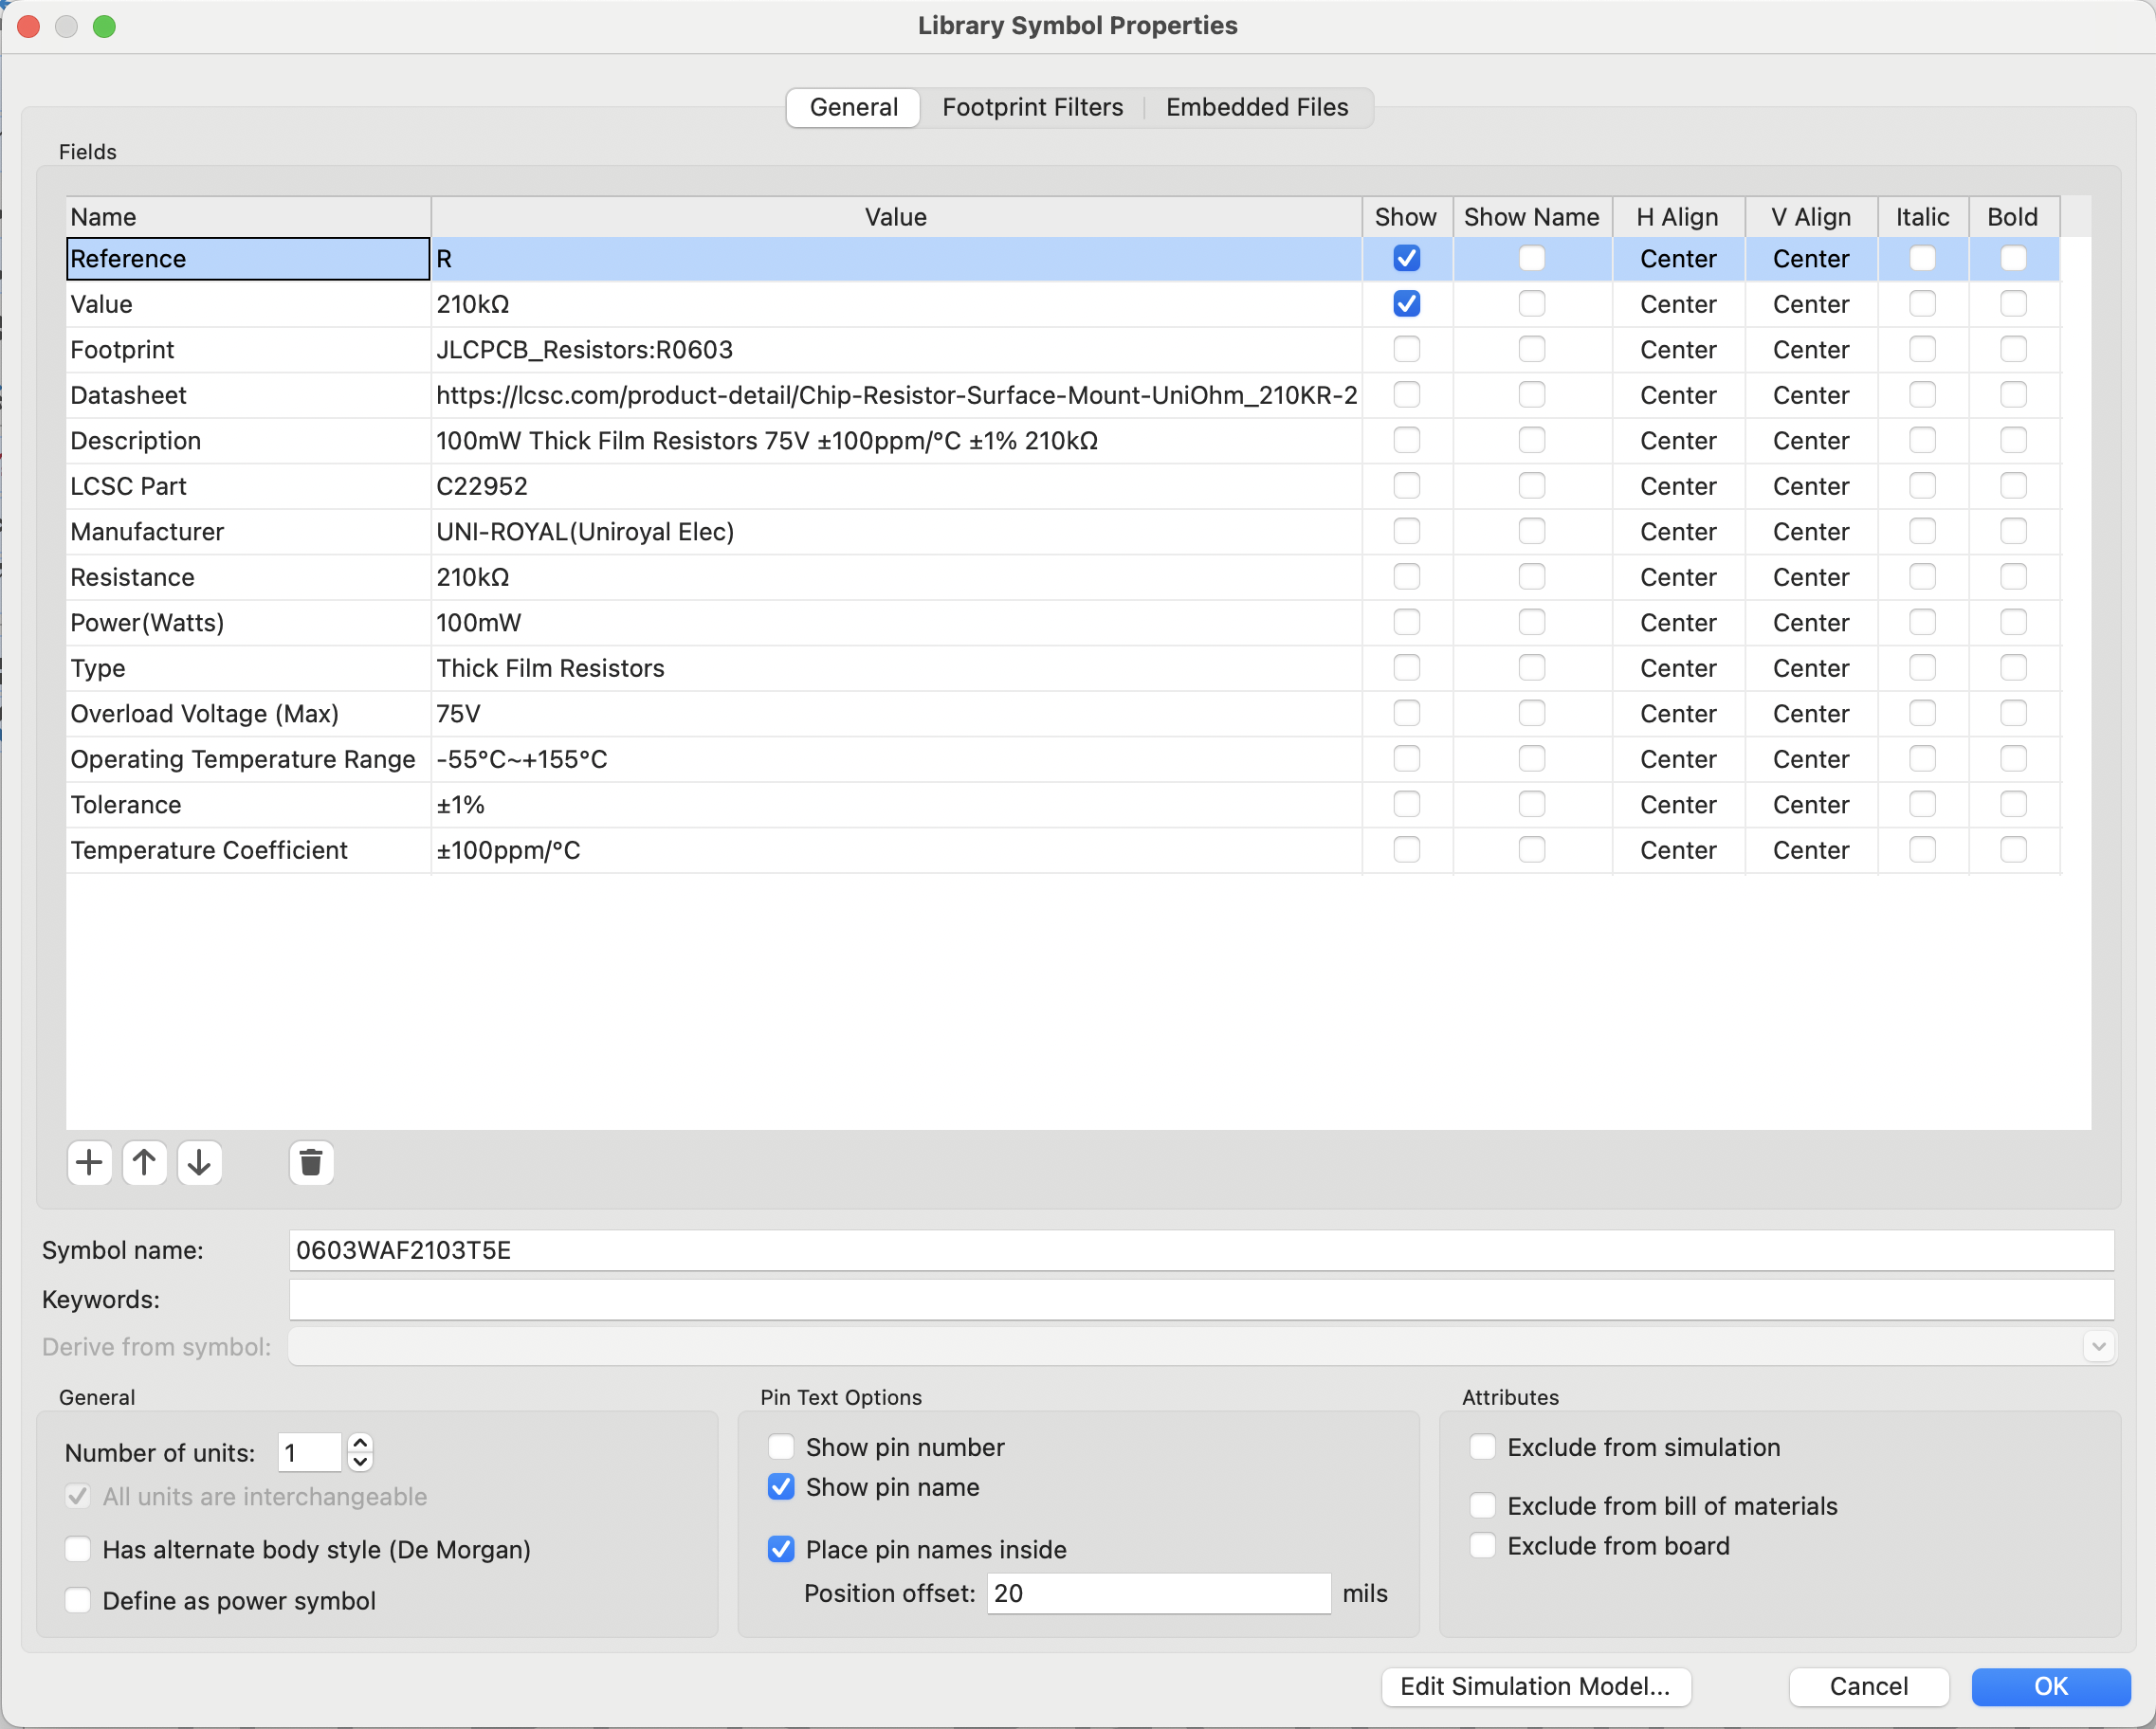 Library Symbol Properties
General Footprint Filters Embedded Files
Fields
Name Value Show Show Name H Align V Align Italic Bold
Reference R Center Center
Value 210kΩ Center Center
Footprint JLCPCB_Resistors:R0603 Center Center
Datasheet https://lcsc.com/product-detail/Chip-Resistor-Surface-Mount-UniOhm_210KR-2 Center Center
Description 100mW Thick Film Resistors 75V ±100ppm/°C ±1% 210kΩ Center Center
LCSC Part C22952 Center Center
Manufacturer UNI-ROYAL(Uniroyal Elec) Center Center
Resistance 210kΩ Center Center
Power(Watts) 100mW Center Center
Type Thick Film Resistors Center Center
Overload Voltage (Max) 75V Center Center
Operating Temperature Range -55°C~+155°C Center Center
Tolerance ±1% Center Center
Temperature Coefficient ±100ppm/°C Center Center
Symbol name: 0603WAF2103T5E
Keywords:
Derive from symbol:
General Pin Text Options Attributes
Number of units: 1 Show pin number Exclude from simulation
All units are interchangeable Show pin name Exclude from bill of materials
Has alternate body style (De Morgan) Place pin names inside Exclude from board
Define as power symbol Position offset: 20 mils
Edit Simulation Model... Cancel OK